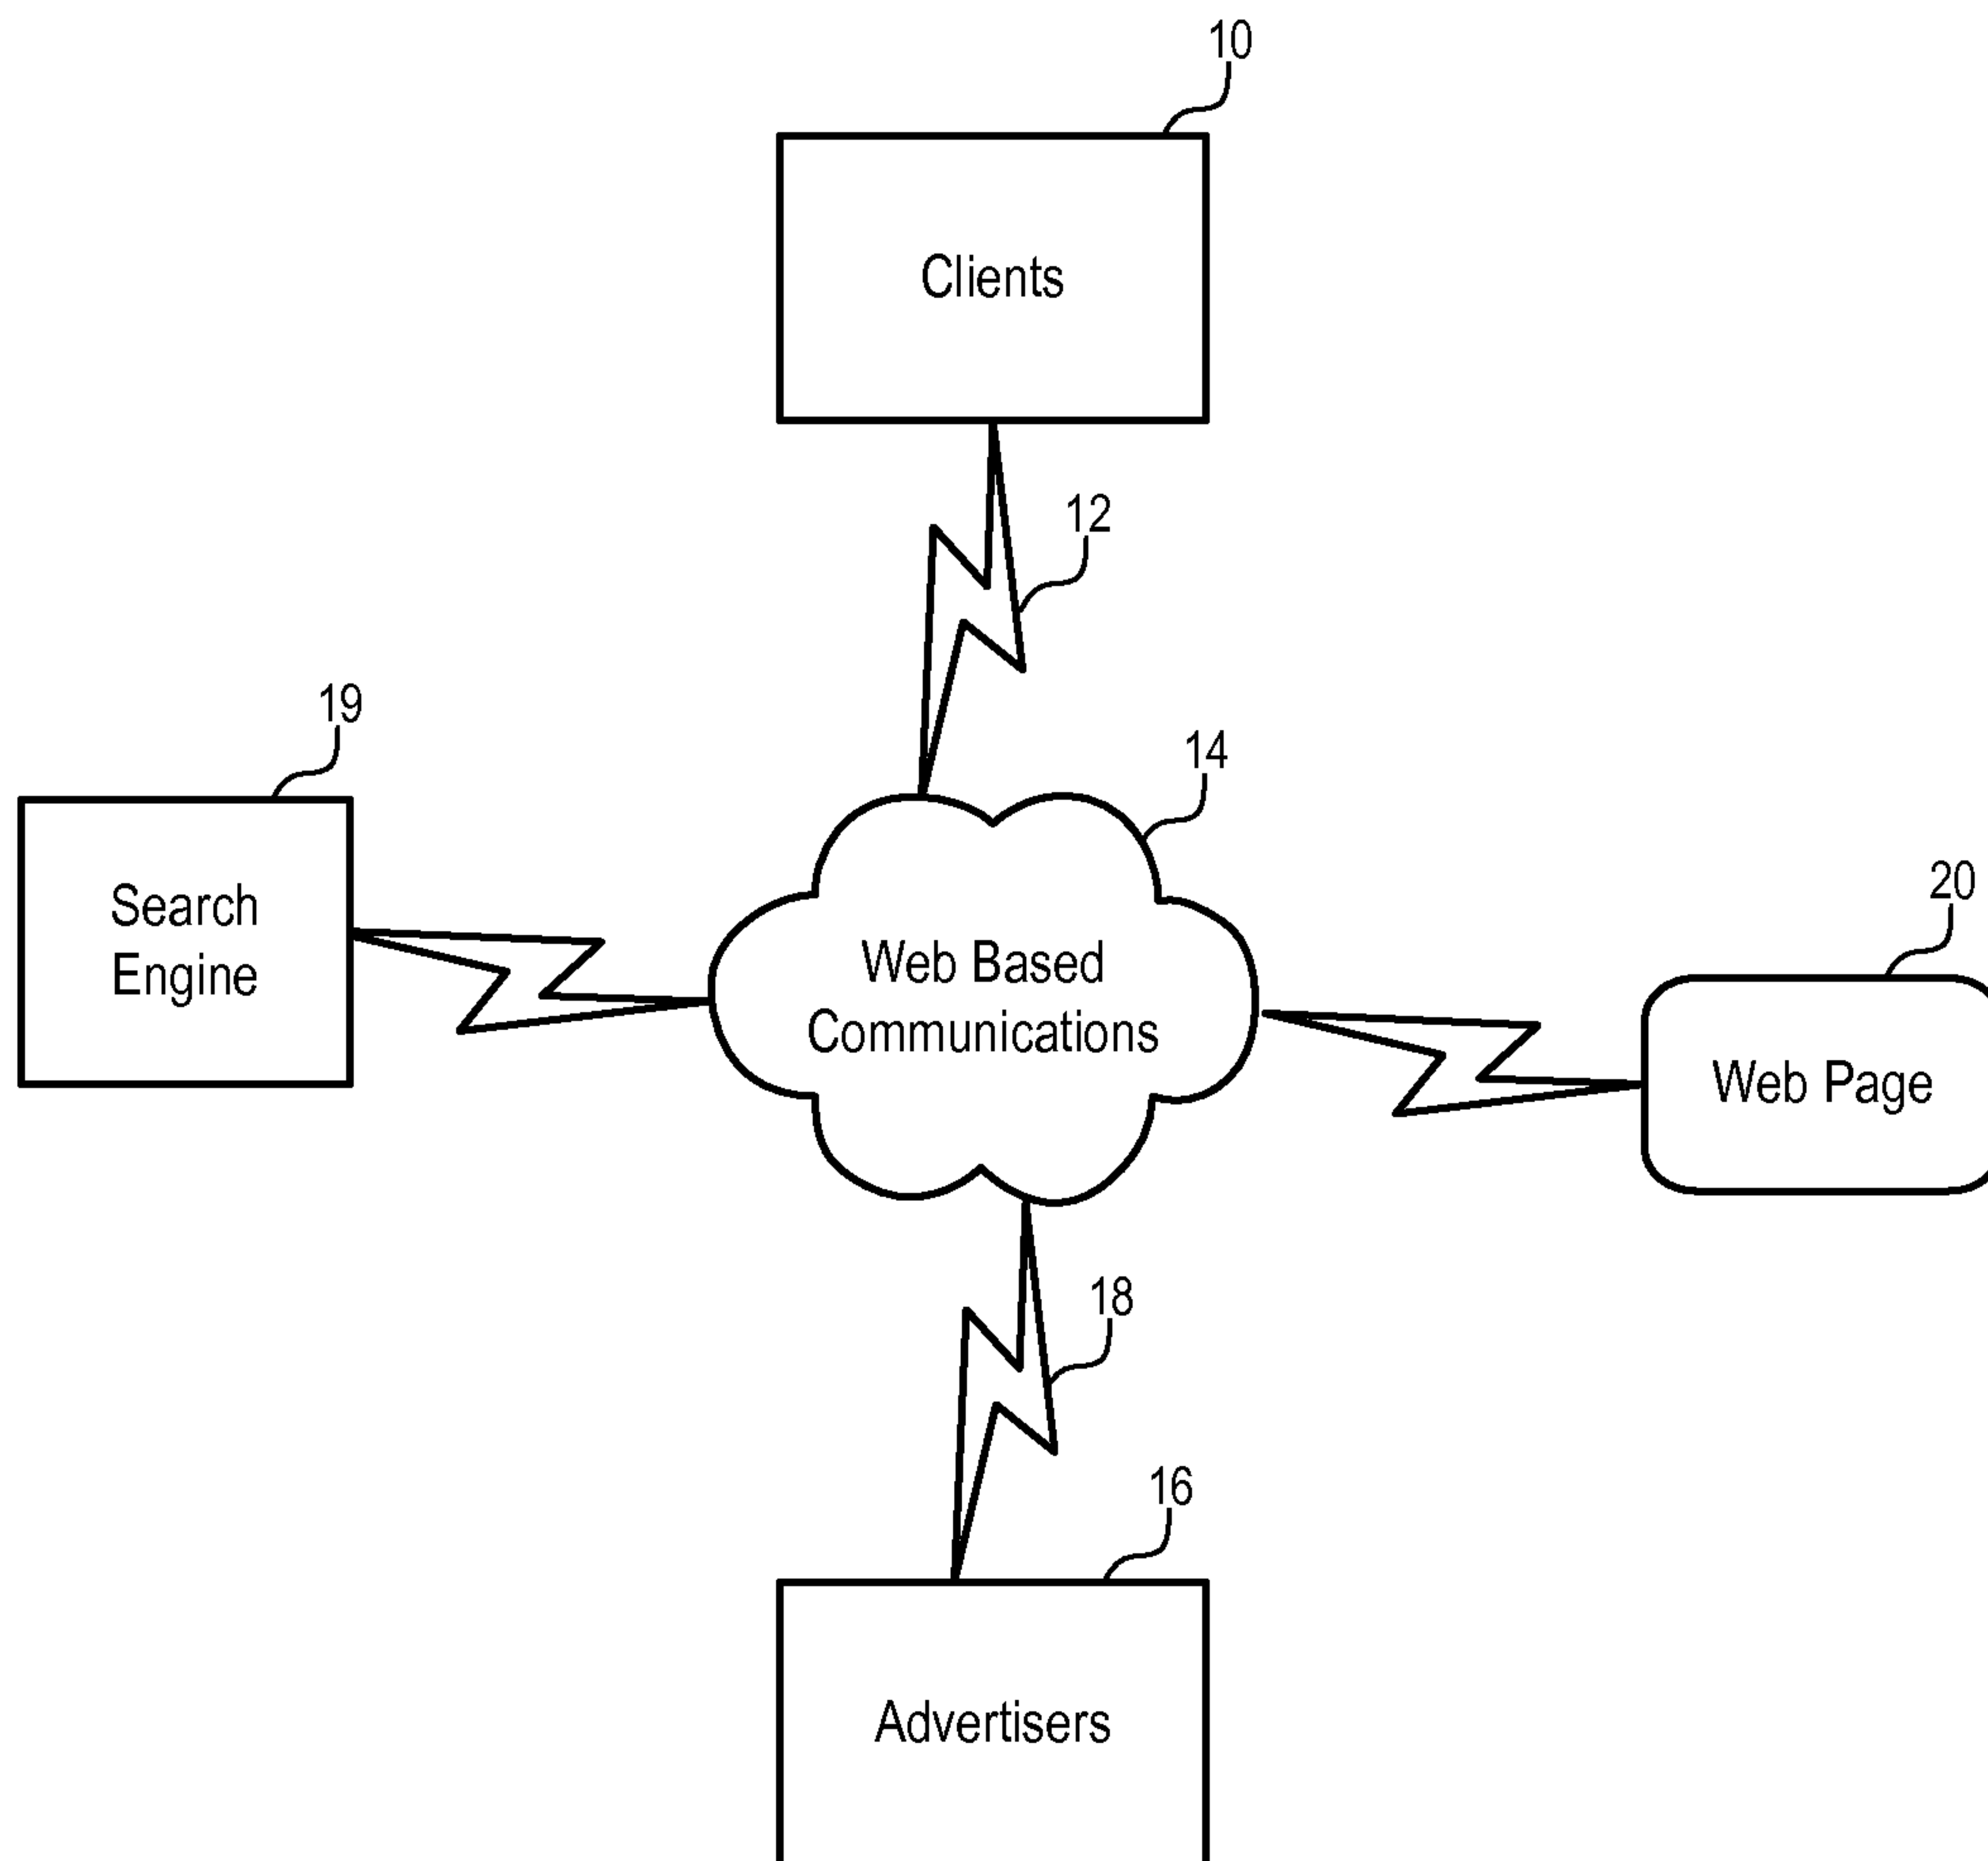 10
Clients
12
19
14
Search
Engine
Web Based
Communications
20
Web Page
18
16
Advertisers